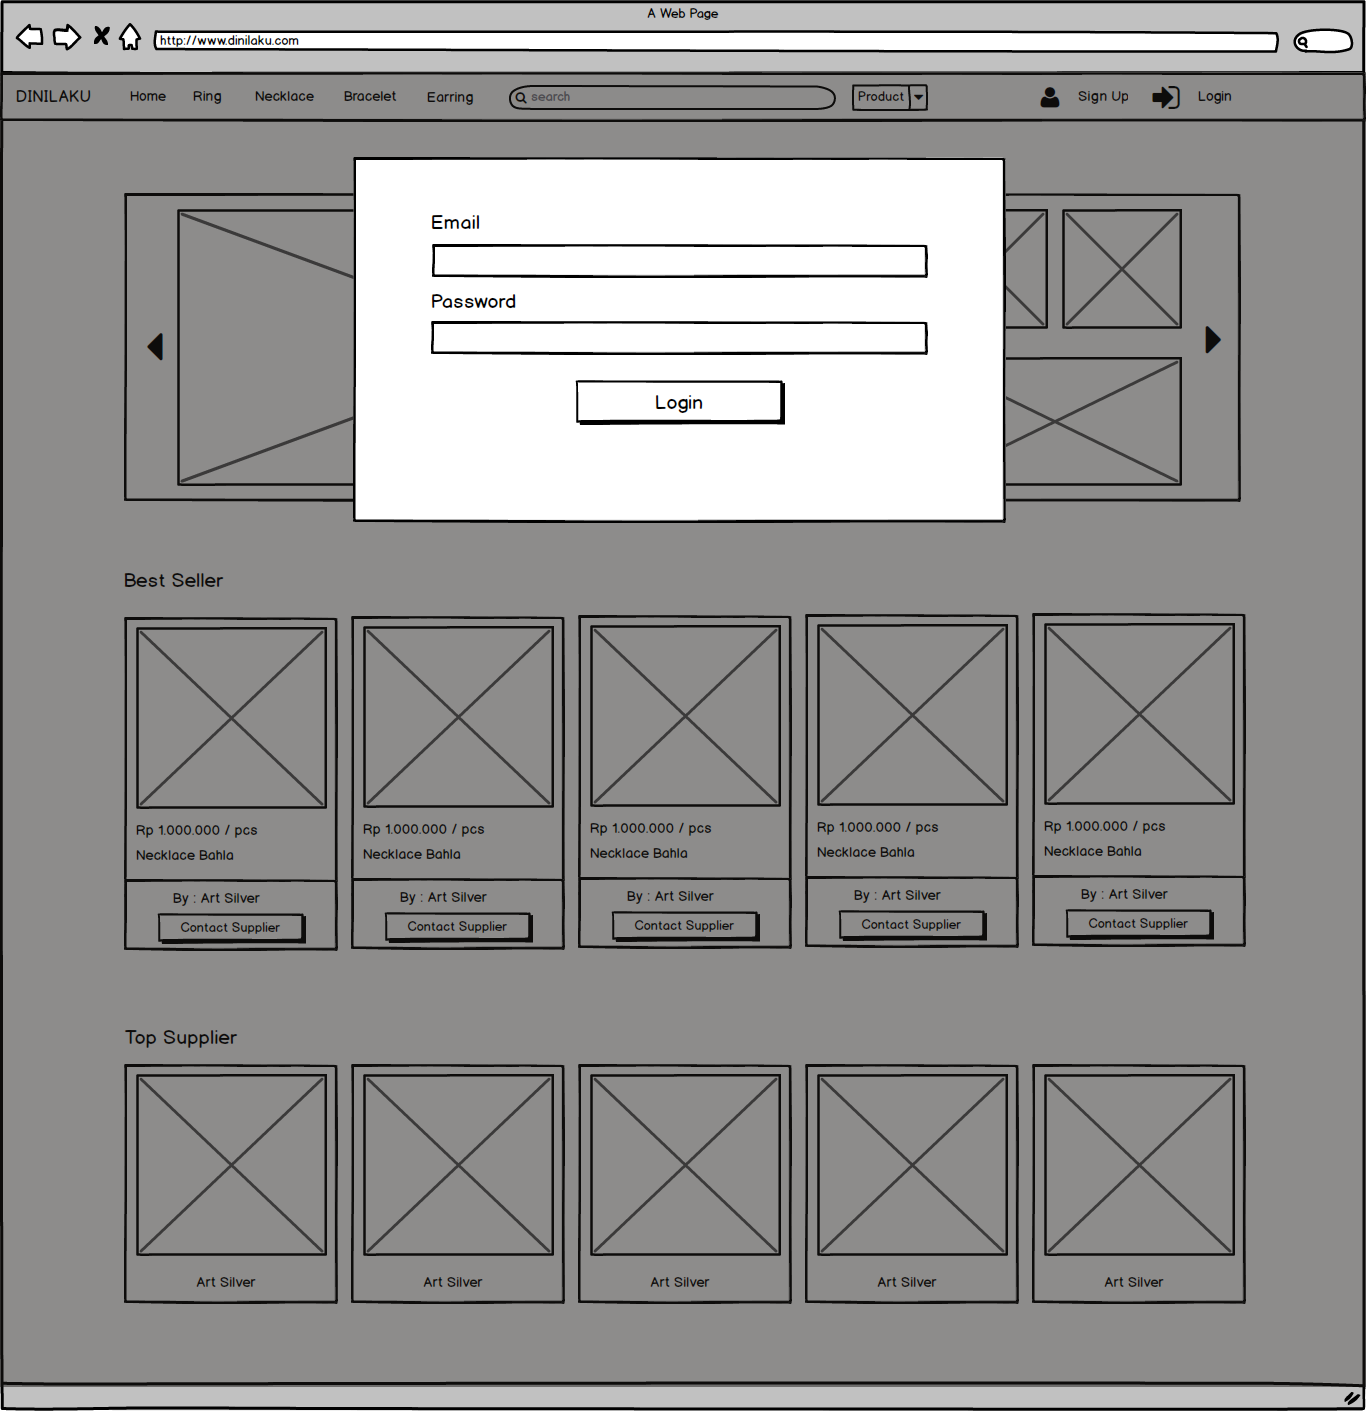 A Web Page
http://www.dinilaku.com
DINILAKU Home Ring Necklace Bracelet Earring search Product Sign Up Login
Email
Password
Login
Best Seller
Rp 1.000.000 / pcs Rp 1.000.000 / pcs Rp 1.000.000 / pcs Rp 1.000.000 / pcs Rp 1.000.000 / pcs
Necklace Bahla Necklace Bahla Necklace Bahla Necklace Bahla Necklace Bahla
By : Art Silver By : Art Silver By : Art Silver By : Art Silver By : Art Silver
Contact Supplier Contact Supplier Contact Supplier Contact Supplier Contact Supplier
Top Supplier
Art Silver Art Silver Art Silver Art Silver Art Silver